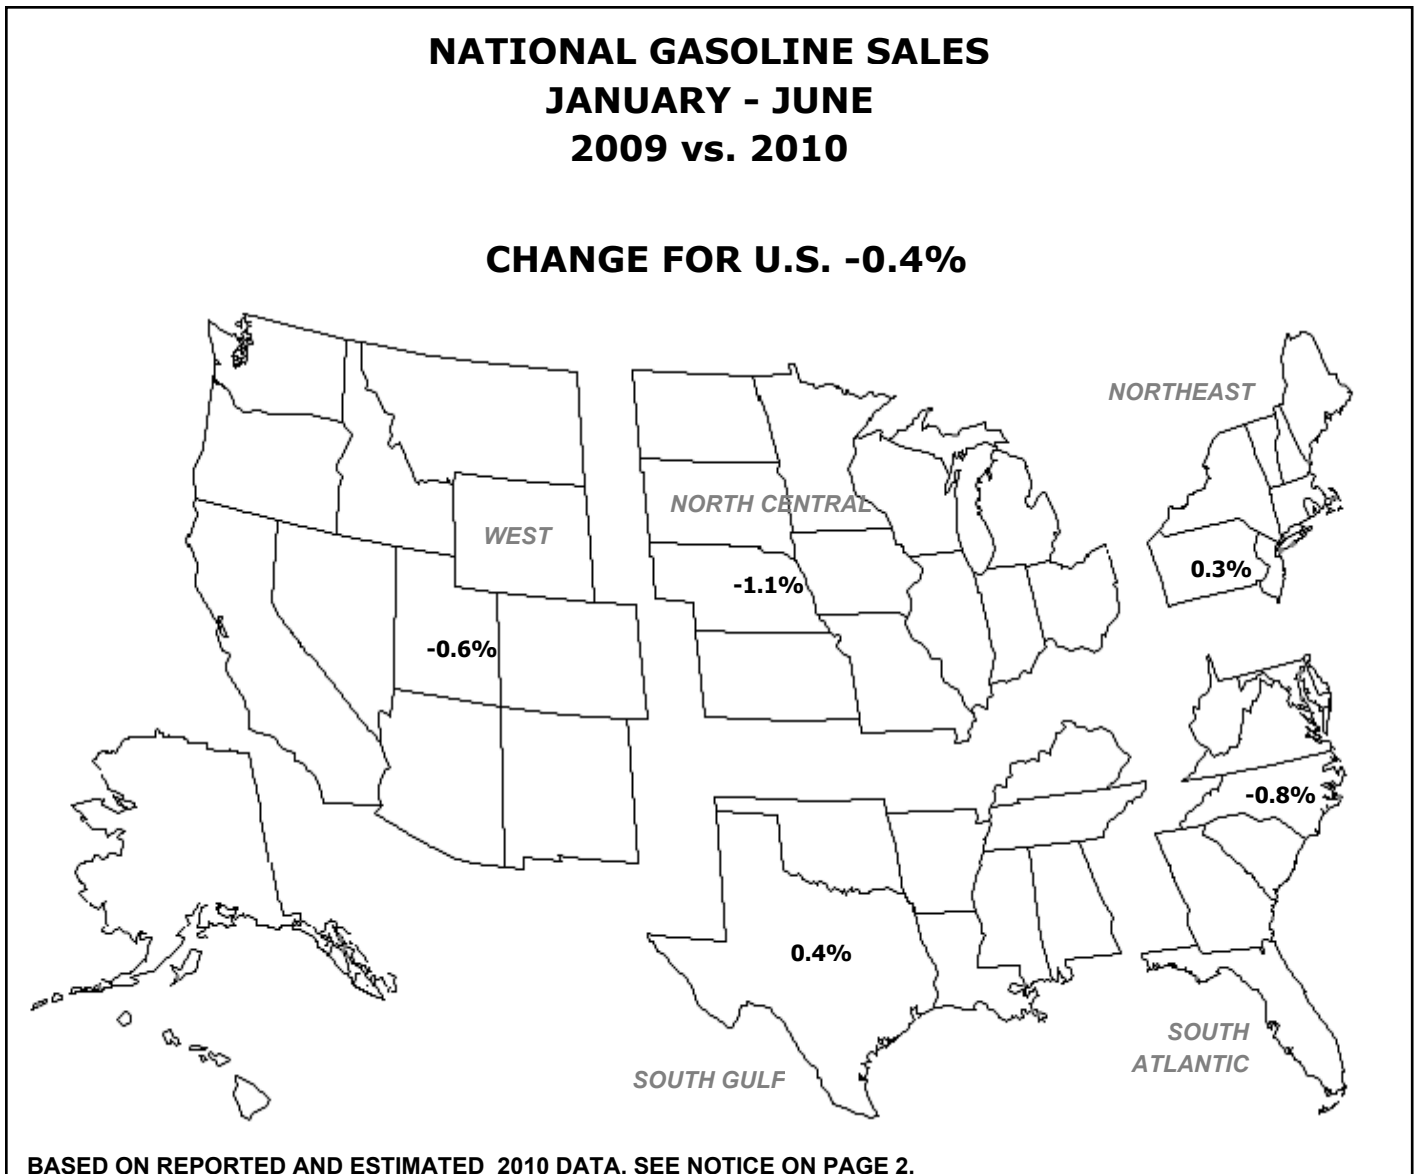 NATIONAL GASOLINE SALES
JANUARY - JUNE
2009 vs. 2010
CHANGE FOR U.S. -0.4%
NORTHEAST
NORTH CENTRAL
WEST
0.3%
-1.1%
-0.6%
-0.8%
0.4%
SOUTH
ATLANTIC
SOUTH GULF
BASED ON REPORTED AND ESTIMATED 2010 DATA. SEE NOTICE ON PAGE 2.